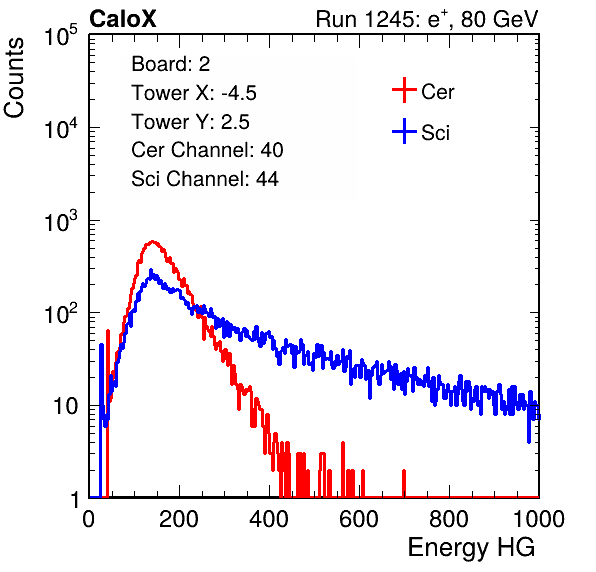 CaloX Run 1245: e⁺, 80 GeV
Counts
10⁵
10⁴
10³
10²
10
1
Board: 2
Tower X: -4.5
Tower Y: 2.5
Cer Channel: 40
Sci Channel: 44
Cer
Sci
0 200 400 600 800 1000
Energy HG